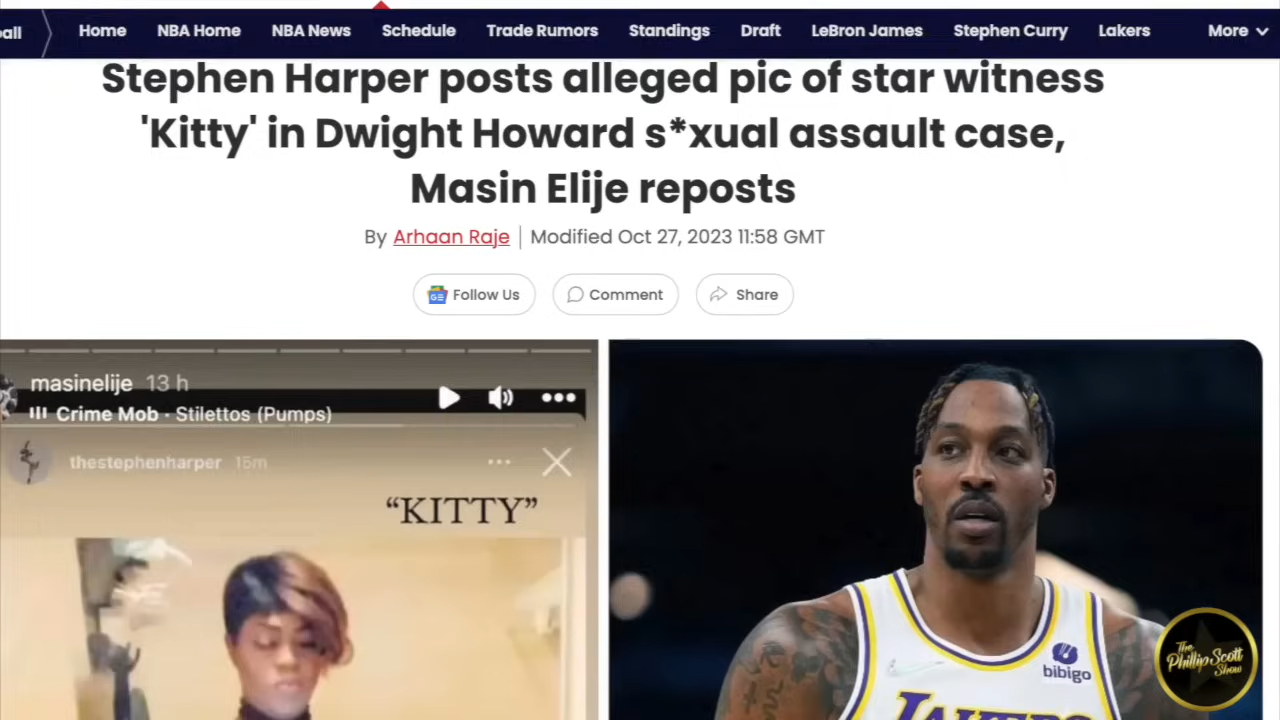 all
Home NBA Home NBA News Schedule Trade Rumors Standings Draft LeBron James Stephen Curry Lakers More
Stephen Harper posts alleged pic of star witness
'Kitty' in Dwight Howard s*xual assault case,
Masin Elije reposts
By Arhaan Raje | Modified Oct 27, 2023 11:58 GMT
Follow Us Comment Share
masinelije 13 h
Crime Mob · Stilettos (Pumps)
thestephenharper 15m
“KITTY”
bibigo
LAKERS
The
Phillip Scott
Show